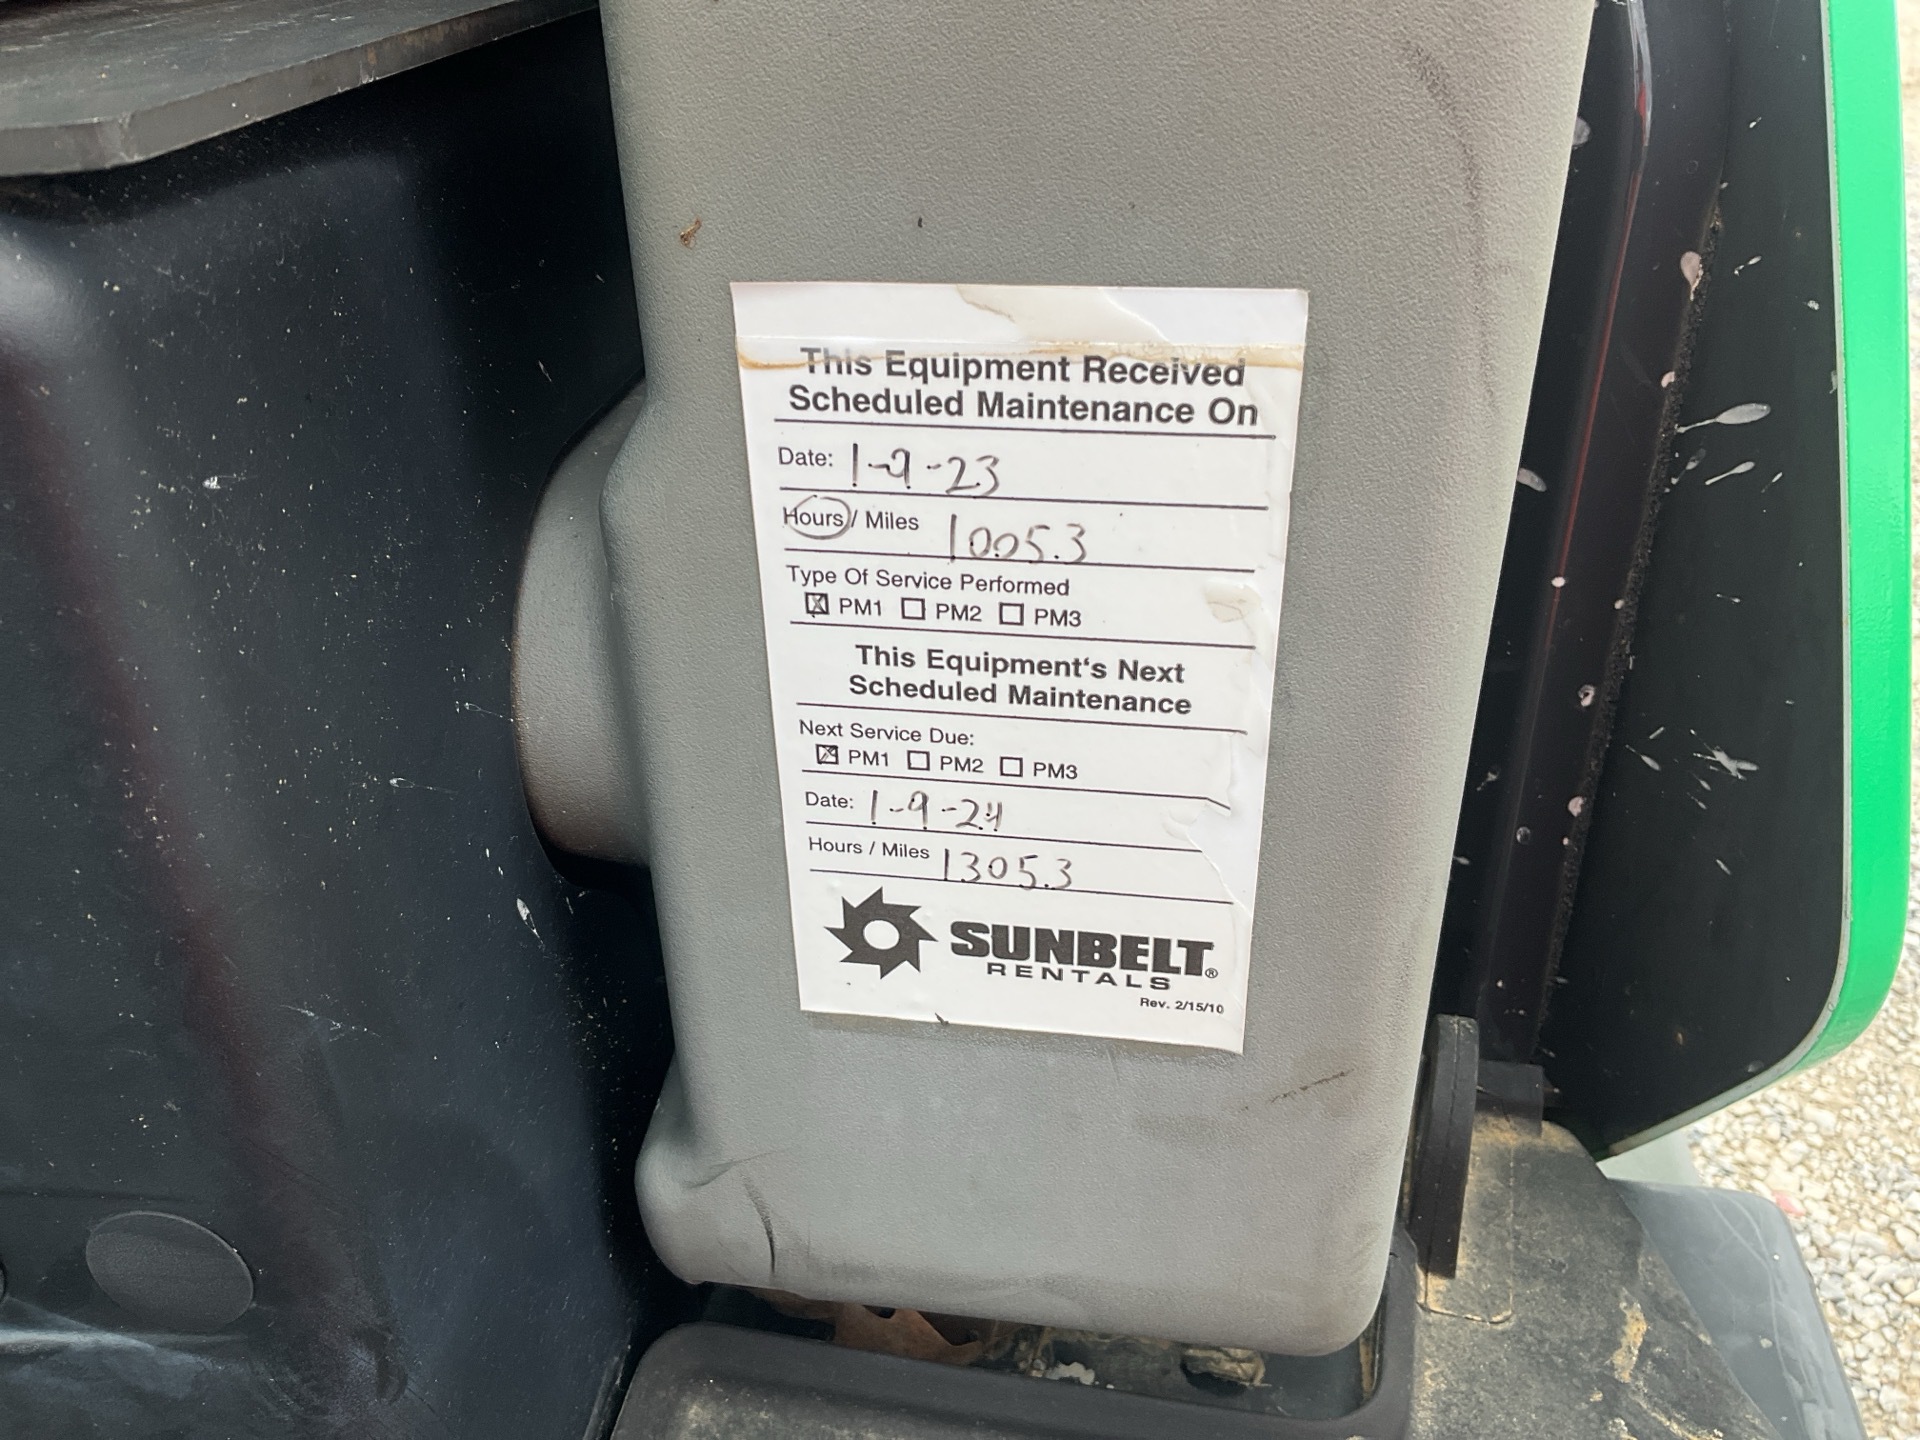 This Equipment Received
Scheduled Maintenance On
Date: 1-9-23
Hours / Miles 1005.3
Type Of Service Performed
☒ PM1 ☐ PM2 ☐ PM3
This Equipment's Next
Scheduled Maintenance
Next Service Due:
☒ PM1 ☐ PM2 ☐ PM3
Date: 1-9-24
Hours / Miles 1305.3
SUNBELT®
RENTALS
Rev. 2/15/10